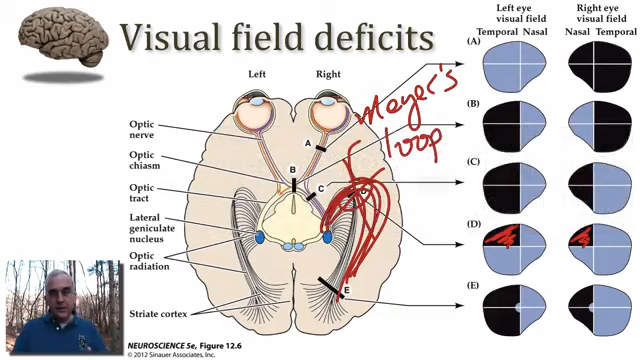 Visual field deficits
Left eye visual field
Right eye visual field
Temporal Nasal
Nasal Temporal
Left
Right
Meyer's
loop
(A)
(B)
(C)
(D)
(E)
A
B
C
D
E
Optic nerve
Optic chiasm
Optic tract
Lateral geniculate nucleus
Optic radiation
Striate cortex
NEUROSCIENCE 5e, Figure 12.6
© 2012 Sinauer Associates, Inc.